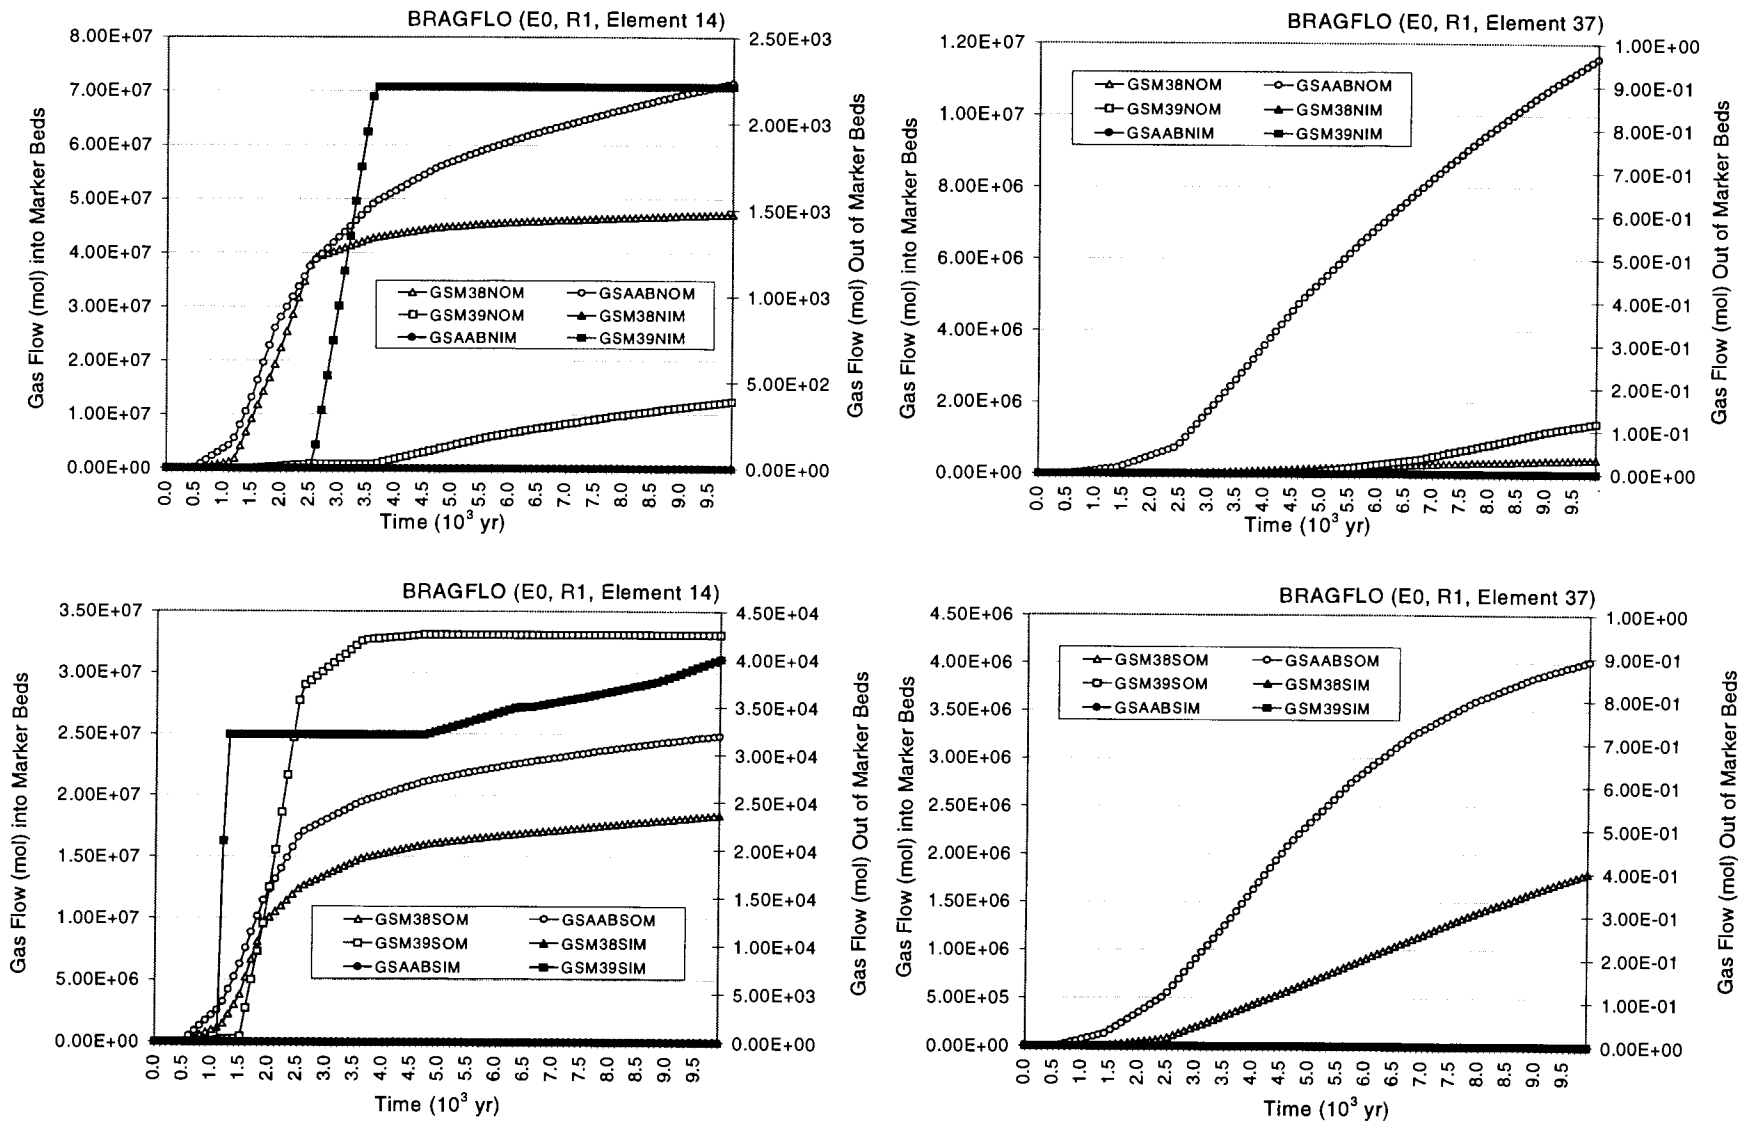 BRAGFLO (E0, R1, Element 14)
8.00E+07
7.00E+07
6.00E+07
5.00E+07
4.00E+07
3.00E+07
2.00E+07
1.00E+07
0.00E+00
Gas Flow (mol) into Marker Beds
2.50E+03
2.00E+03
1.50E+03
1.00E+03
5.00E+02
0.00E+00
Gas Flow (mol) Out of Marker Beds
GSM38NOM GSAABNOM
GSM39NOM GSM38NIM
GSAABNIM GSM39NIM
0.0 0.5 1.0 1.5 2.0 2.5 3.0 3.5 4.0 4.5 5.0 5.5 6.0 6.5 7.0 7.5 8.0 8.5 9.0 9.5
Time (10³ yr)
BRAGFLO (E0, R1, Element 37)
1.20E+07
1.00E+07
8.00E+06
6.00E+06
4.00E+06
2.00E+06
0.00E+00
Gas Flow (mol) into Marker Beds
1.00E+00
9.00E-01
8.00E-01
7.00E-01
6.00E-01
5.00E-01
4.00E-01
3.00E-01
2.00E-01
1.00E-01
0.00E+00
Gas Flow (mol) Out of Marker Beds
GSM38NOM GSAABNOM
GSM39NOM GSM38NIM
GSAABNIM GSM39NIM
0.0 0.5 1.0 1.5 2.0 2.5 3.0 3.5 4.0 4.5 5.0 5.5 6.0 6.5 7.0 7.5 8.0 8.5 9.0 9.5
Time (10³ yr)
BRAGFLO (E0, R1, Element 14)
3.50E+07
3.00E+07
2.50E+07
2.00E+07
1.50E+07
1.00E+07
5.00E+06
0.00E+00
Gas Flow (mol) into Marker Beds
4.50E+04
4.00E+04
3.50E+04
3.00E+04
2.50E+04
2.00E+04
1.50E+04
1.00E+04
5.00E+03
0.00E+00
Gas Flow (mol) Out of Marker Beds
GSM38SOM GSAABSOM
GSM39SOM GSM38SIM
GSAABSIM GSM39SIM
0.0 0.5 1.0 1.5 2.0 2.5 3.0 3.5 4.0 4.5 5.0 5.5 6.0 6.5 7.0 7.5 8.0 8.5 9.0 9.5
Time (10³ yr)
BRAGFLO (E0, R1, Element 37)
4.50E+06
4.00E+06
3.50E+06
3.00E+06
2.50E+06
2.00E+06
1.50E+06
1.00E+06
5.00E+05
0.00E+00
Gas Flow (mol) into Marker Beds
1.00E+00
9.00E-01
8.00E-01
7.00E-01
6.00E-01
5.00E-01
4.00E-01
3.00E-01
2.00E-01
1.00E-01
0.00E+00
Gas Flow (mol) Out of Marker Beds
GSM38SOM GSAABSOM
GSM39SOM GSM38SIM
GSAABSIM GSM39SIM
0.0 0.5 1.0 1.5 2.0 2.5 3.0 3.5 4.0 4.5 5.0 5.5 6.0 6.5 7.0 7.5 8.0 8.5 9.0 9.5
Time (10³ yr)